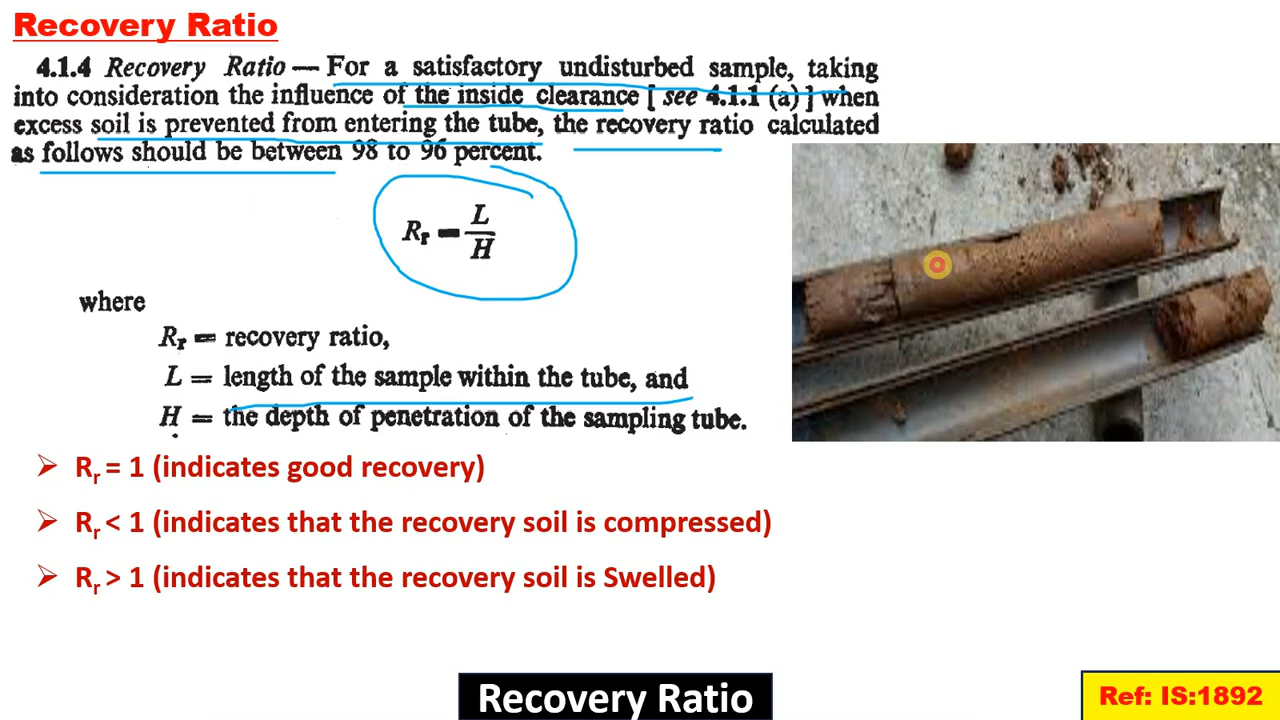 Recovery Ratio
4.1.4 Recovery Ratio — For a satisfactory undisturbed sample, taking
into consideration the influence of the inside clearance [ see 4.1.1 (a) ] when
excess soil is prevented from entering the tube, the recovery ratio calculated
as follows should be between 98 to 96 percent.
Rr = L/H
where
Rr = recovery ratio,
L = length of the sample within the tube, and
H = the depth of penetration of the sampling tube.
➢ Rr = 1 (indicates good recovery)
➢ Rr < 1 (indicates that the recovery soil is compressed)
➢ Rr > 1 (indicates that the recovery soil is Swelled)
Recovery Ratio
Ref: IS:1892